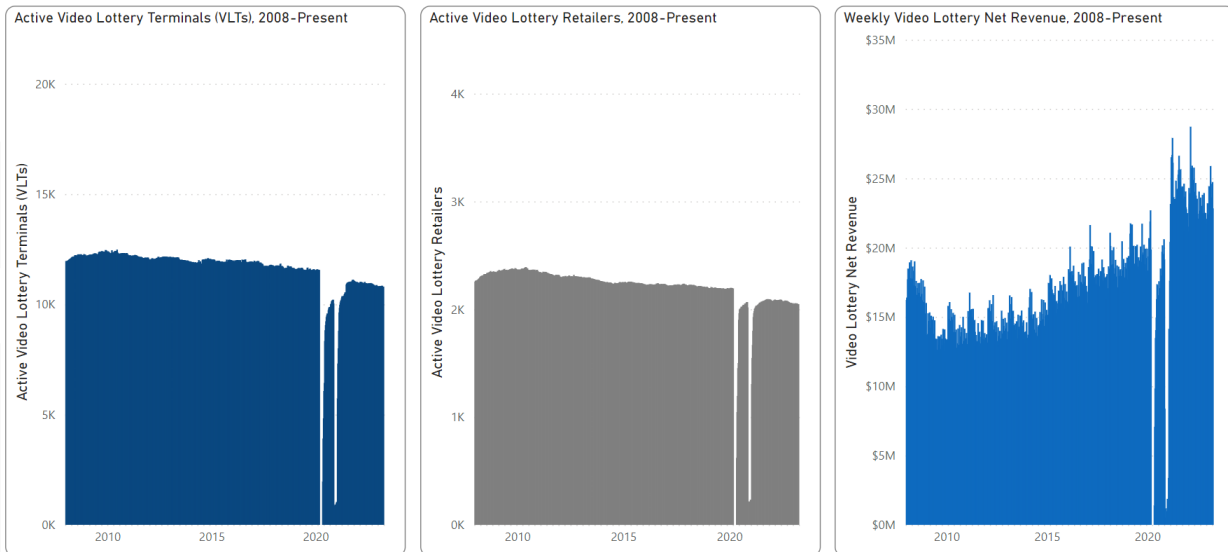 Active Video Lottery Terminals (VLTs), 2008-Present
Active Video Lottery Terminals (VLTs)
20K
15K
10K
5K
0K
2010
2015
2020
Active Video Lottery Retailers, 2008-Present
Active Video Lottery Retailers
4K
3K
2K
1K
0K
2010
2015
2020
Weekly Video Lottery Net Revenue, 2008-Present
Video Lottery Net Revenue
$35M
$30M
$25M
$20M
$15M
$10M
$5M
$0M
2010
2015
2020